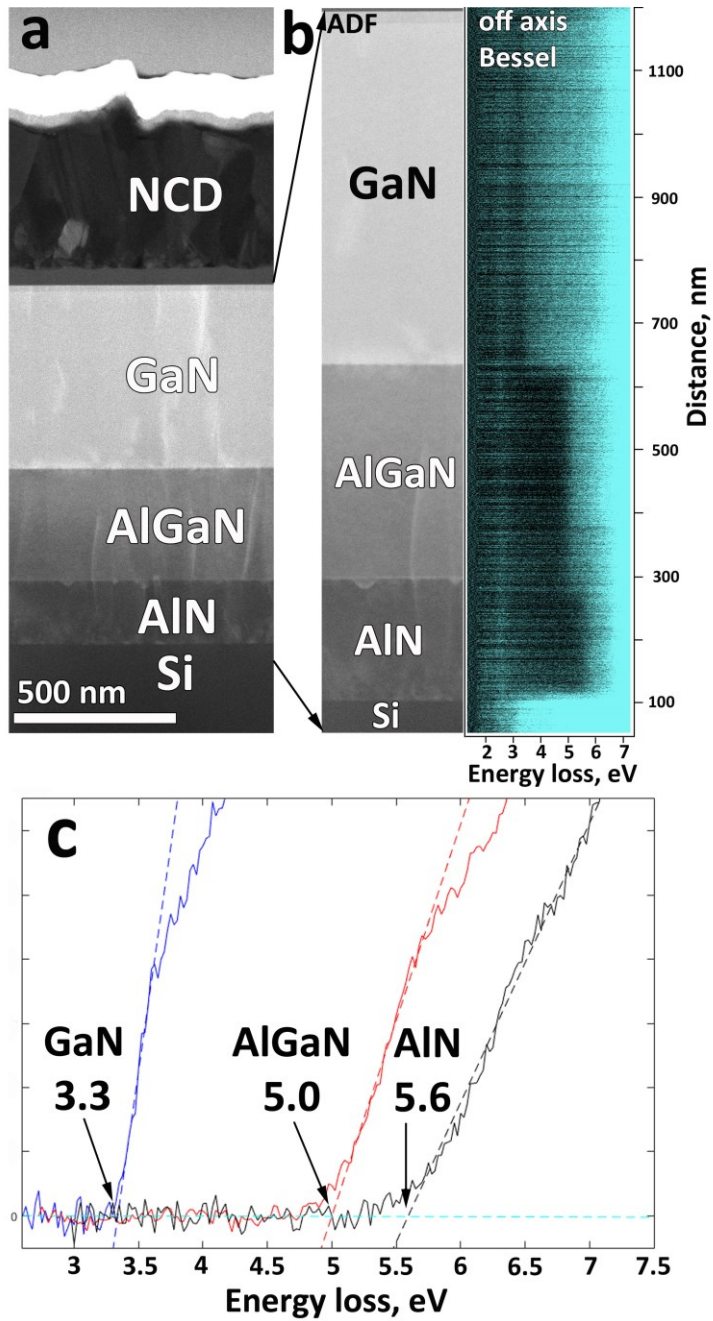 a
NCD
GaN
AlGaN
AlN
Si
500 nm
b
ADF
GaN
AlGaN
AlN
Si
off axis
Bessel
1100
900
700
500
300
100
Distance, nm
2 3 4 5 6 7
Energy loss, eV
c
GaN
3.3
AlGaN
5.0
AlN
5.6
0
3 3.5 4 4.5 5 5.5 6 6.5 7 7.5
Energy loss, eV